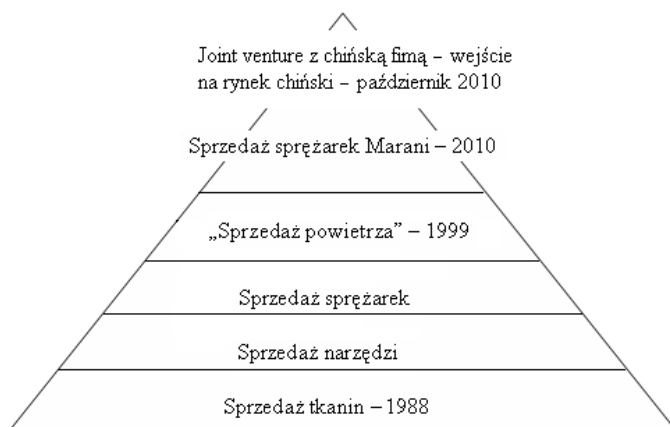 Joint venture z chińską fimą – wejście
na rynek chiński – październik 2010
Sprzedaż sprężarek Marani – 2010
„Sprzedaż powietrza” – 1999
Sprzedaż sprężarek
Sprzedaż narzędzi
Sprzedaż tkanin – 1988